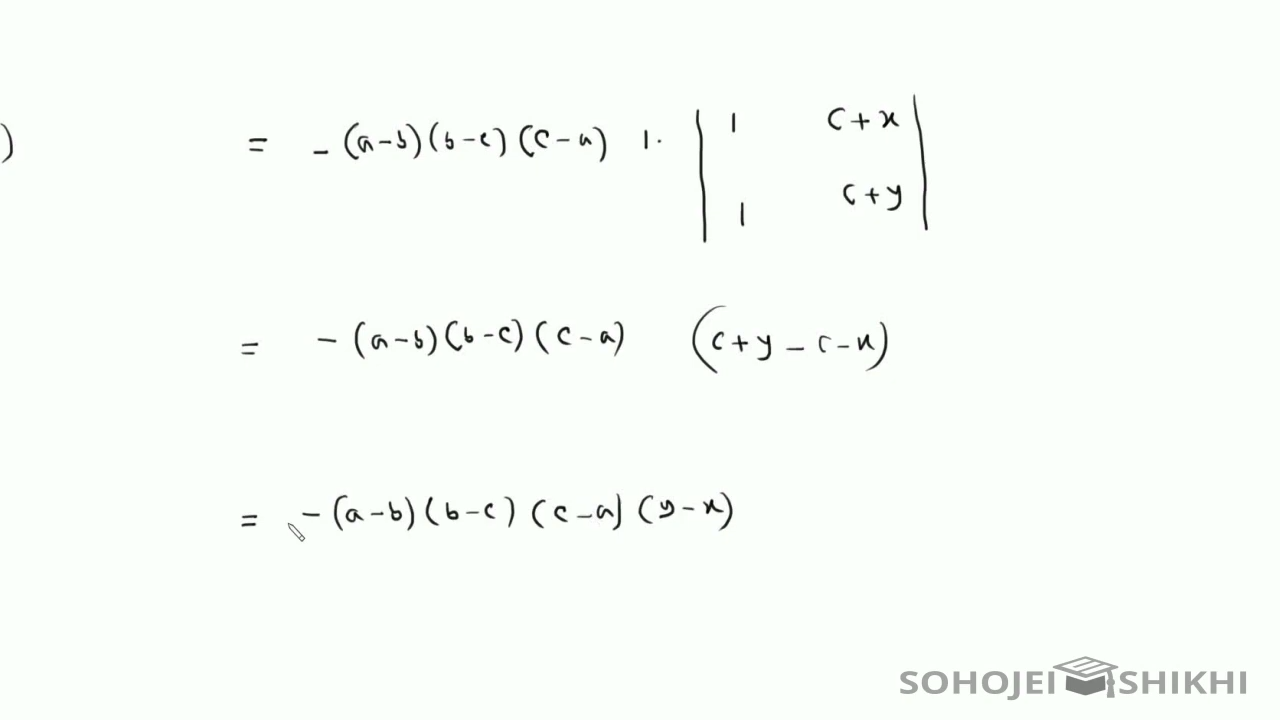 ) = - (a-b)(b-c)(c-a) 1. | 1 c+x |
| 1 c+y |
= - (a-b)(b-c)(c-a) (c+y-c-x)
= - (a-b)(b-c)(c-a)(y-x)
SOHOJEI SHIKHI